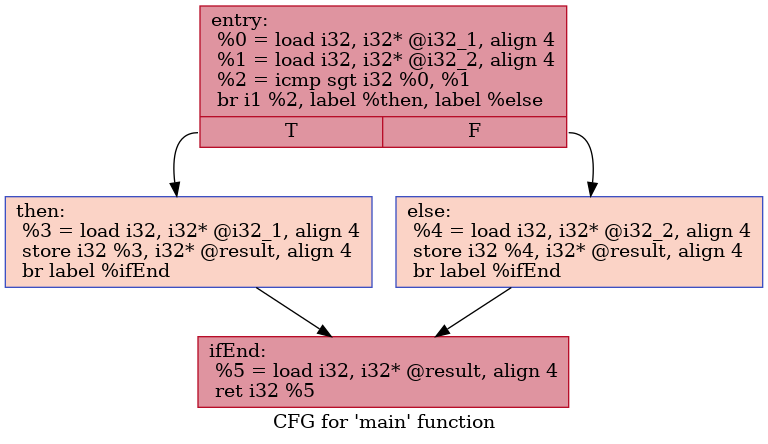 entry:
%0 = load i32, i32* @i32_1, align 4
%1 = load i32, i32* @i32_2, align 4
%2 = icmp sgt i32 %0, %1
br i1 %2, label %then, label %else
T
F
then:
%3 = load i32, i32* @i32_1, align 4
store i32 %3, i32* @result, align 4
br label %ifEnd
else:
%4 = load i32, i32* @i32_2, align 4
store i32 %4, i32* @result, align 4
br label %ifEnd
ifEnd:
%5 = load i32, i32* @result, align 4
ret i32 %5
CFG for 'main' function